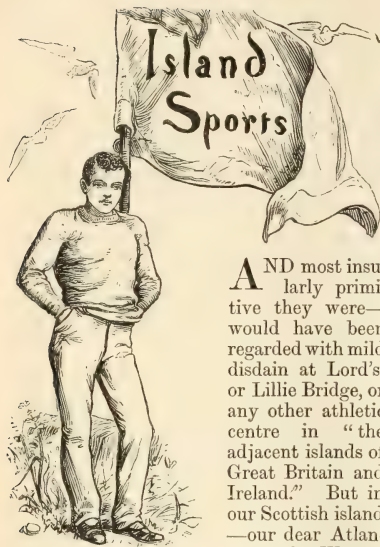 Island
Sports
AND most insu
larly primi
tive they were—
would have been
regarded with mild
disdain at Lord's
or Lillie Bridge, or
any other athletic
centre in "the
adjacent islands of
Great Britain and
Ireland." But in
our Scottish island
—our dear Atlan